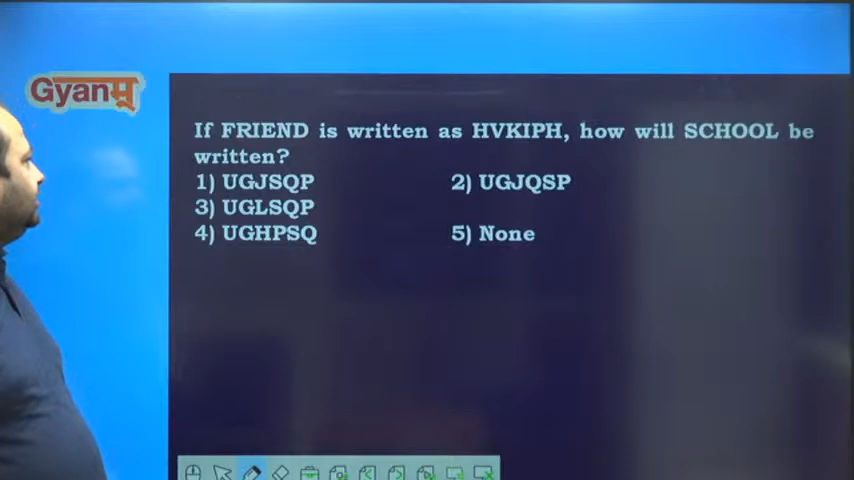 Gyanमू
If FRIEND is written as HVKIPH, how will SCHOOL be
written?
1) UGJSQP 2) UGJQSP
3) UGLSQP
4) UGHPSQ 5) None